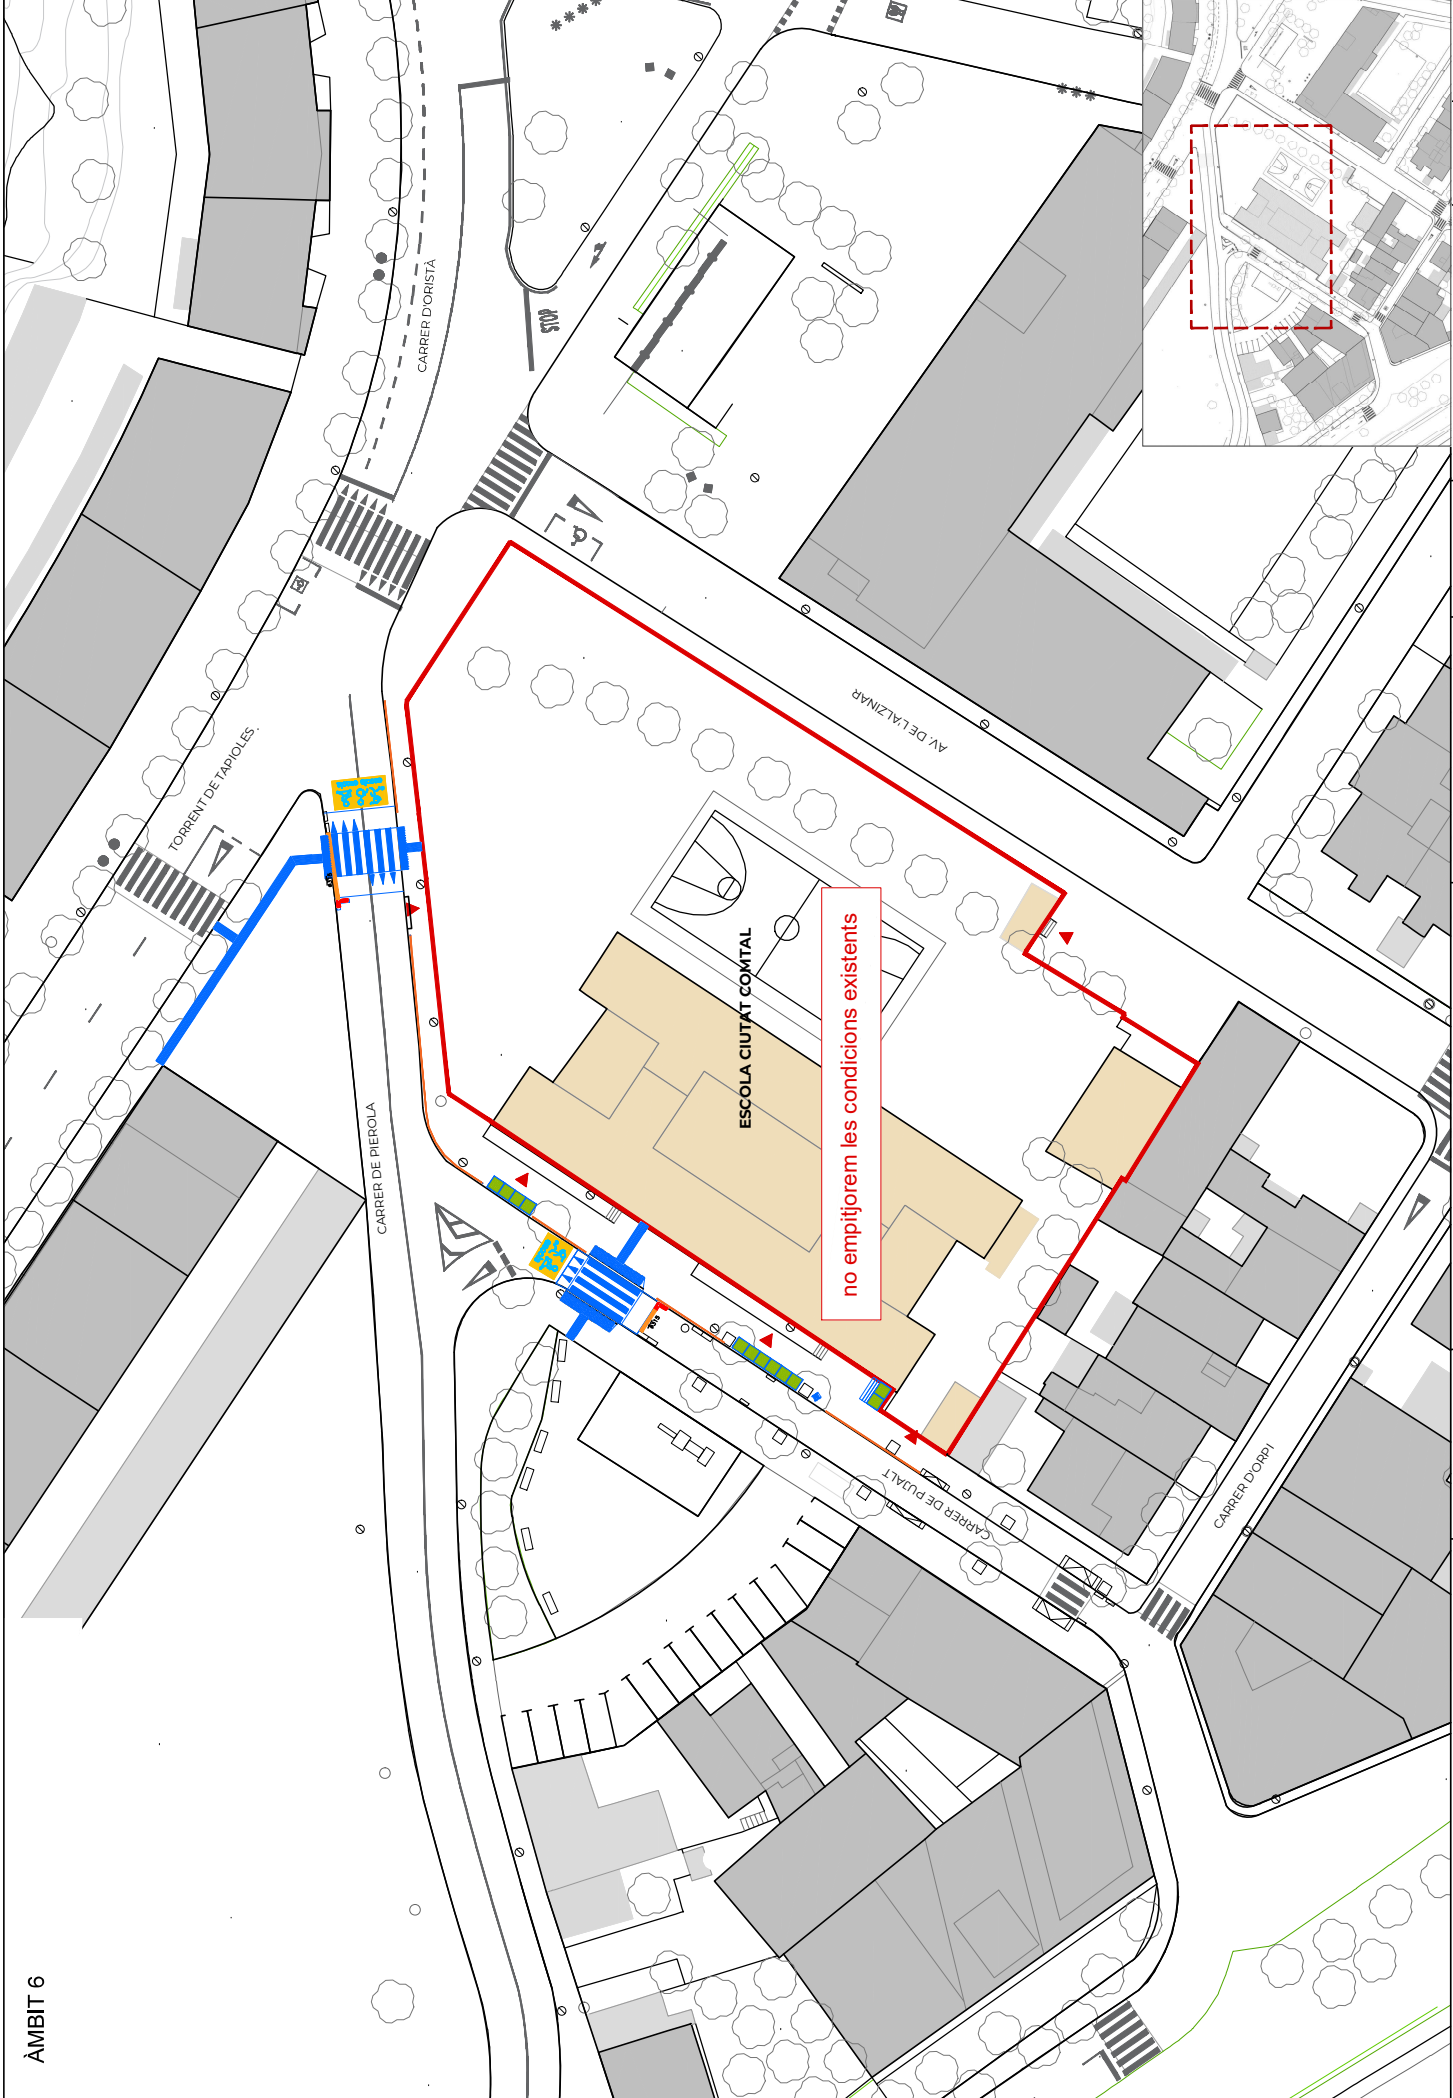 ÀMBIT 6
CARRER D'ORISTÀ
STOP
TORRENT DE TAPIOLES
AV. DE L'ALZINAR
CARRER DE PIEROLA
ESCOLA CIUTAT COMTAL
no empitjorem les condicions existents
CARRER DE PUJALT
CARRER D'ORPI